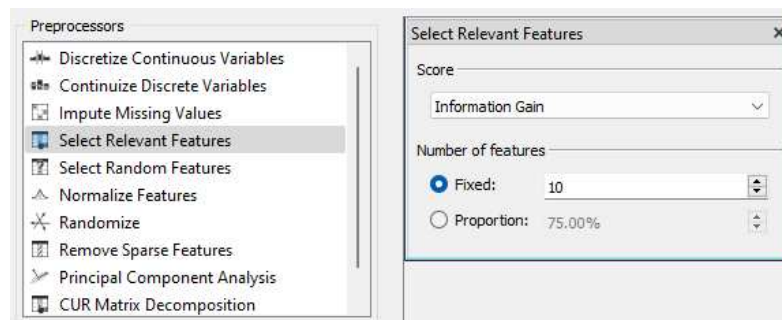 Preprocessors
Discretize Continuous Variables
Continuize Discrete Variables
Impute Missing Values
Select Relevant Features
Select Random Features
Normalize Features
Randomize
Remove Sparse Features
Principal Component Analysis
CUR Matrix Decomposition
Select Relevant Features
Score
Information Gain
Number of features
Fixed: 10
Proportion: 75.00%